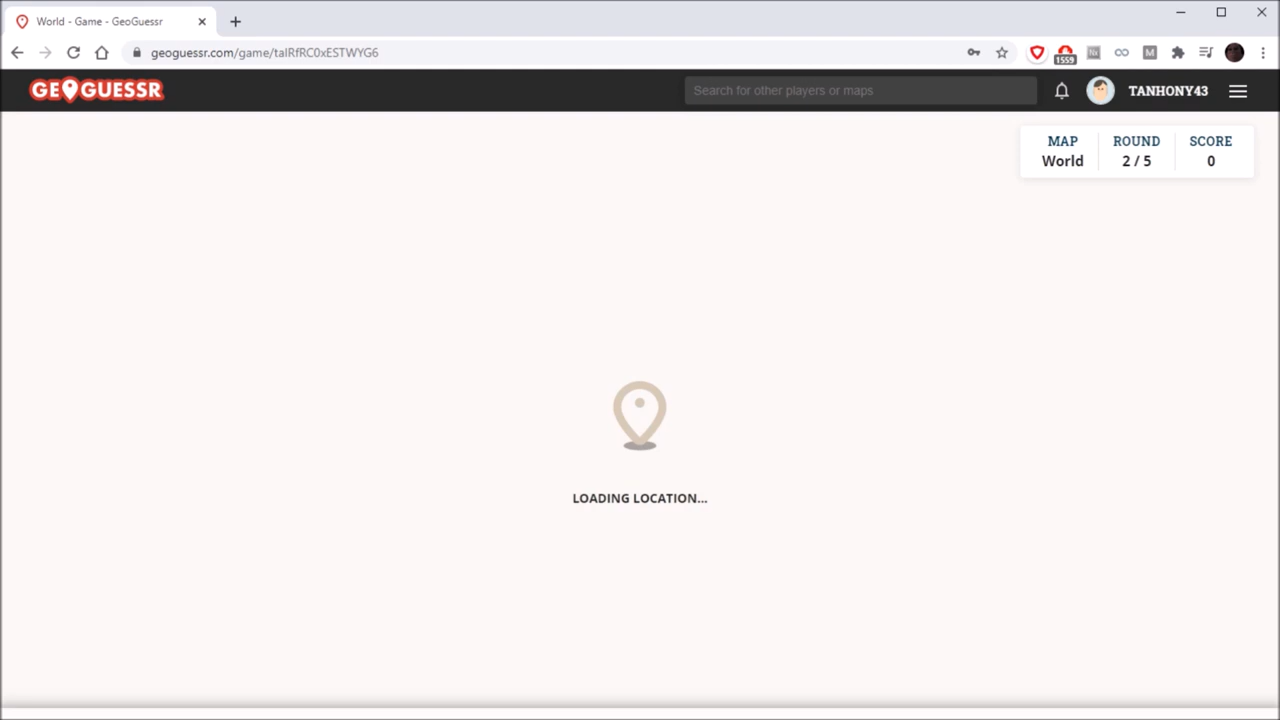 World - Game - GeoGuessr
geoguessr.com/game/taIRfRC0xESTWYG6
1559
GEOGUESSR
Search for other players or maps
TANHONY43
MAP ROUND SCORE
World 2 / 5 0
LOADING LOCATION...